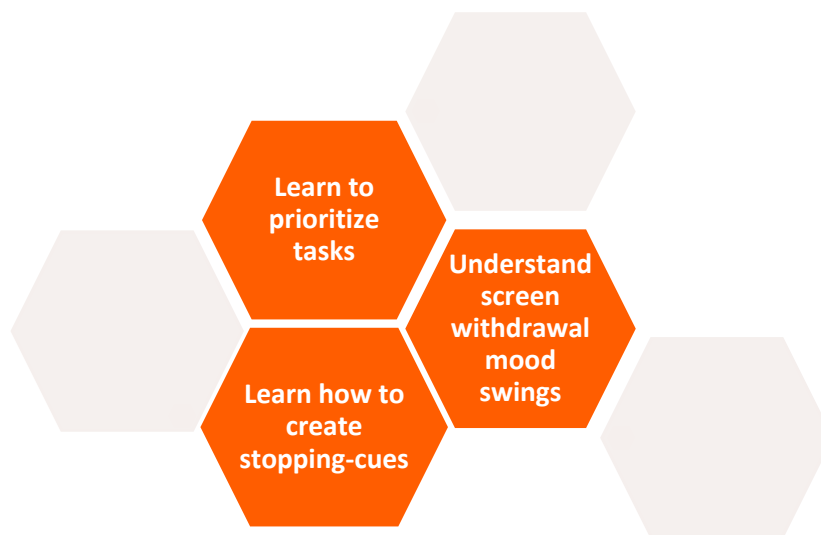 Learn to
prioritize
tasks
Understand
screen
withdrawal
mood
swings
Learn how to
create
stopping-cues